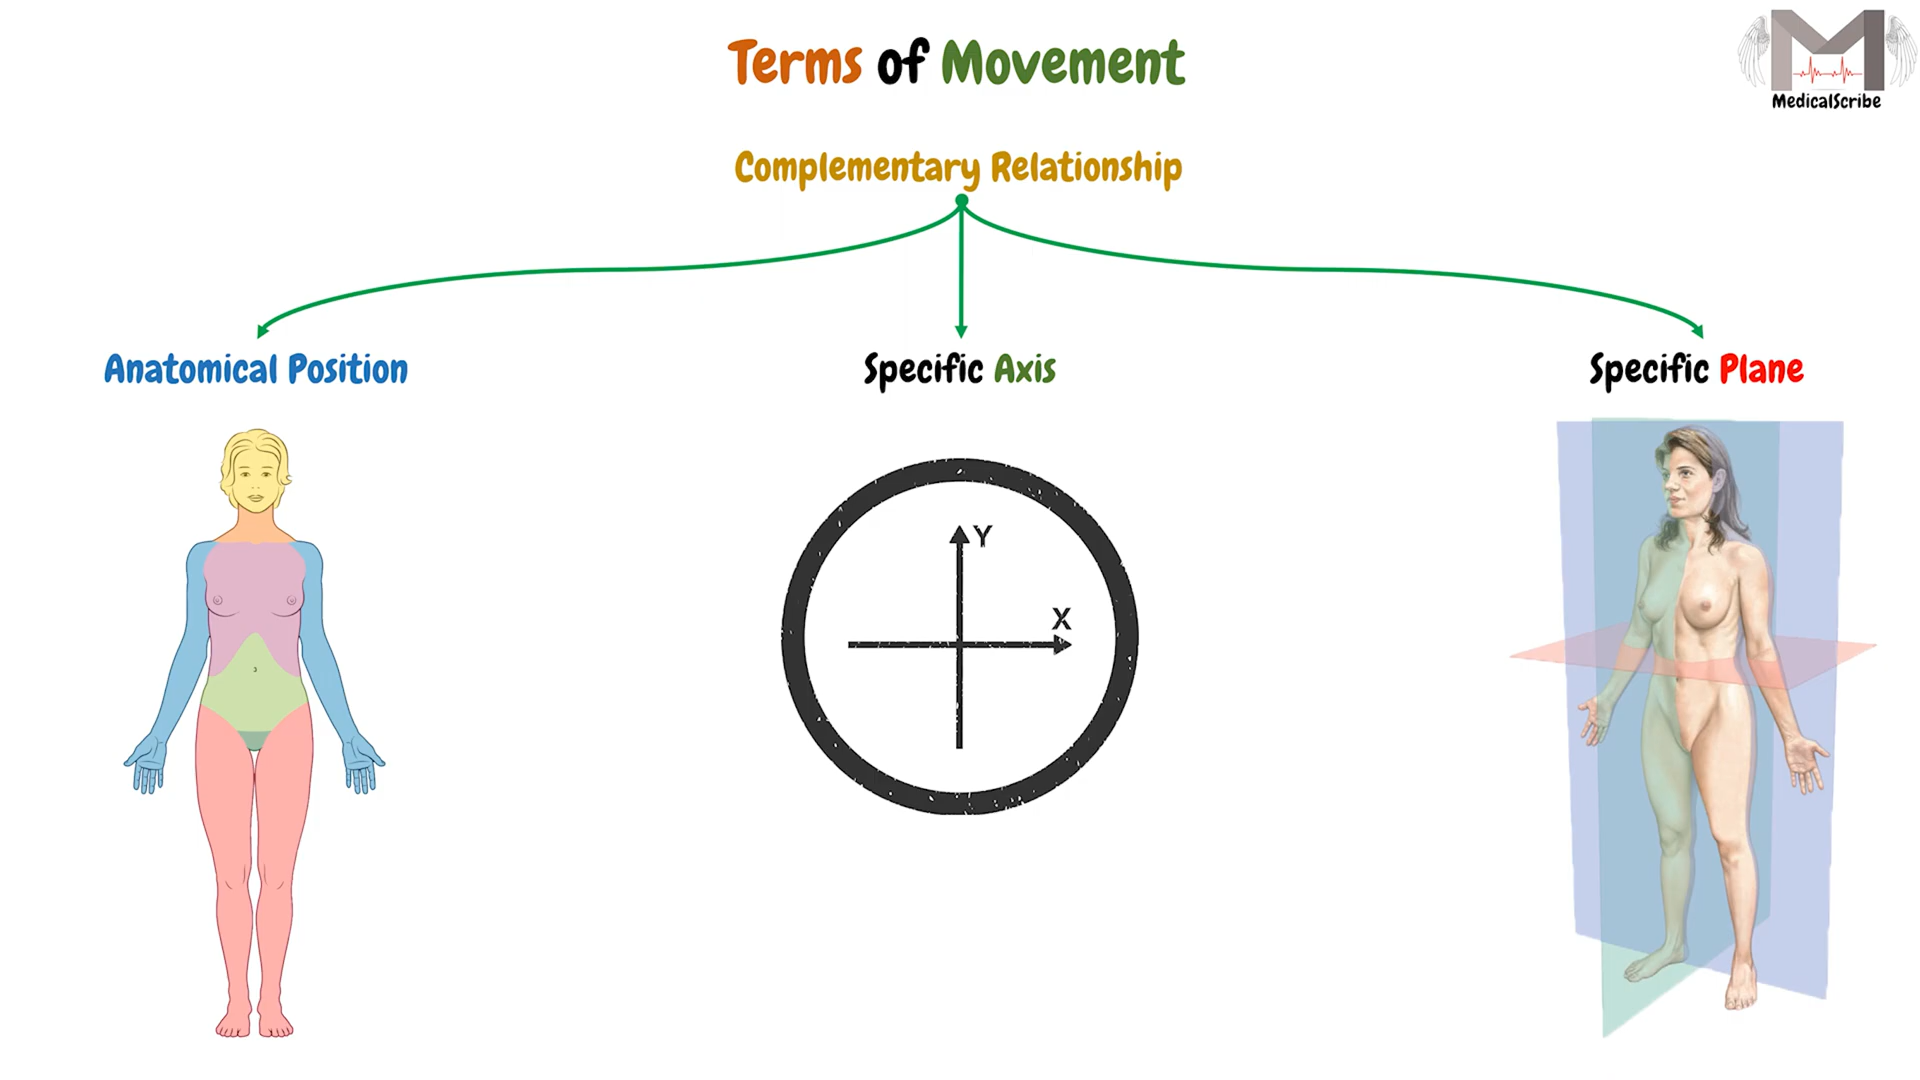 Terms of Movement
MedicalScribe
Complementary Relationship
Anatomical Position
Specific Axis
Specific Plane
Y
X